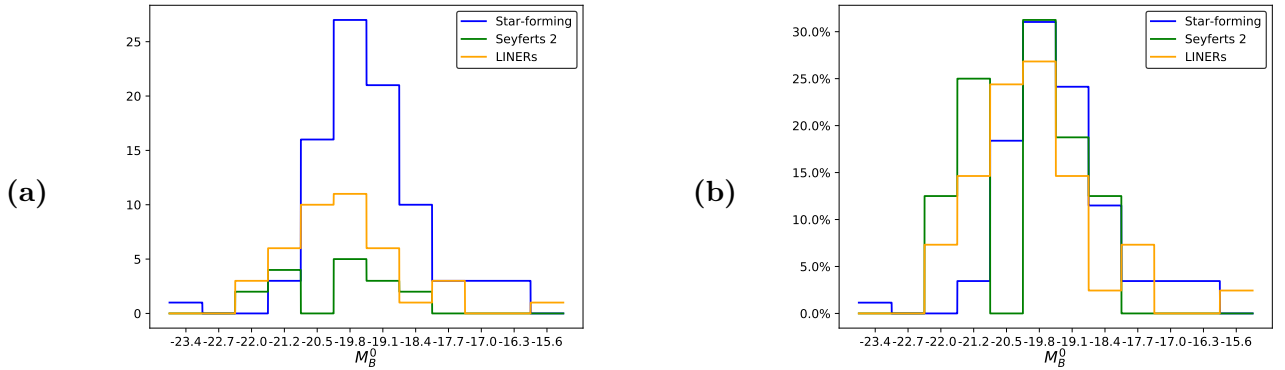 (a)
25
20
15
10
5
0
Star-forming
Seyferts 2
LINERs
-23.4 -22.7 -22.0 -21.2 -20.5 -19.8 -19.1 -18.4 -17.7 -17.0 -16.3 -15.6
M_B^0
(b)
30.0%
25.0%
20.0%
15.0%
10.0%
5.0%
0.0%
Star-forming
Seyferts 2
LINERs
-23.4 -22.7 -22.0 -21.2 -20.5 -19.8 -19.1 -18.4 -17.7 -17.0 -16.3 -15.6
M_B^0